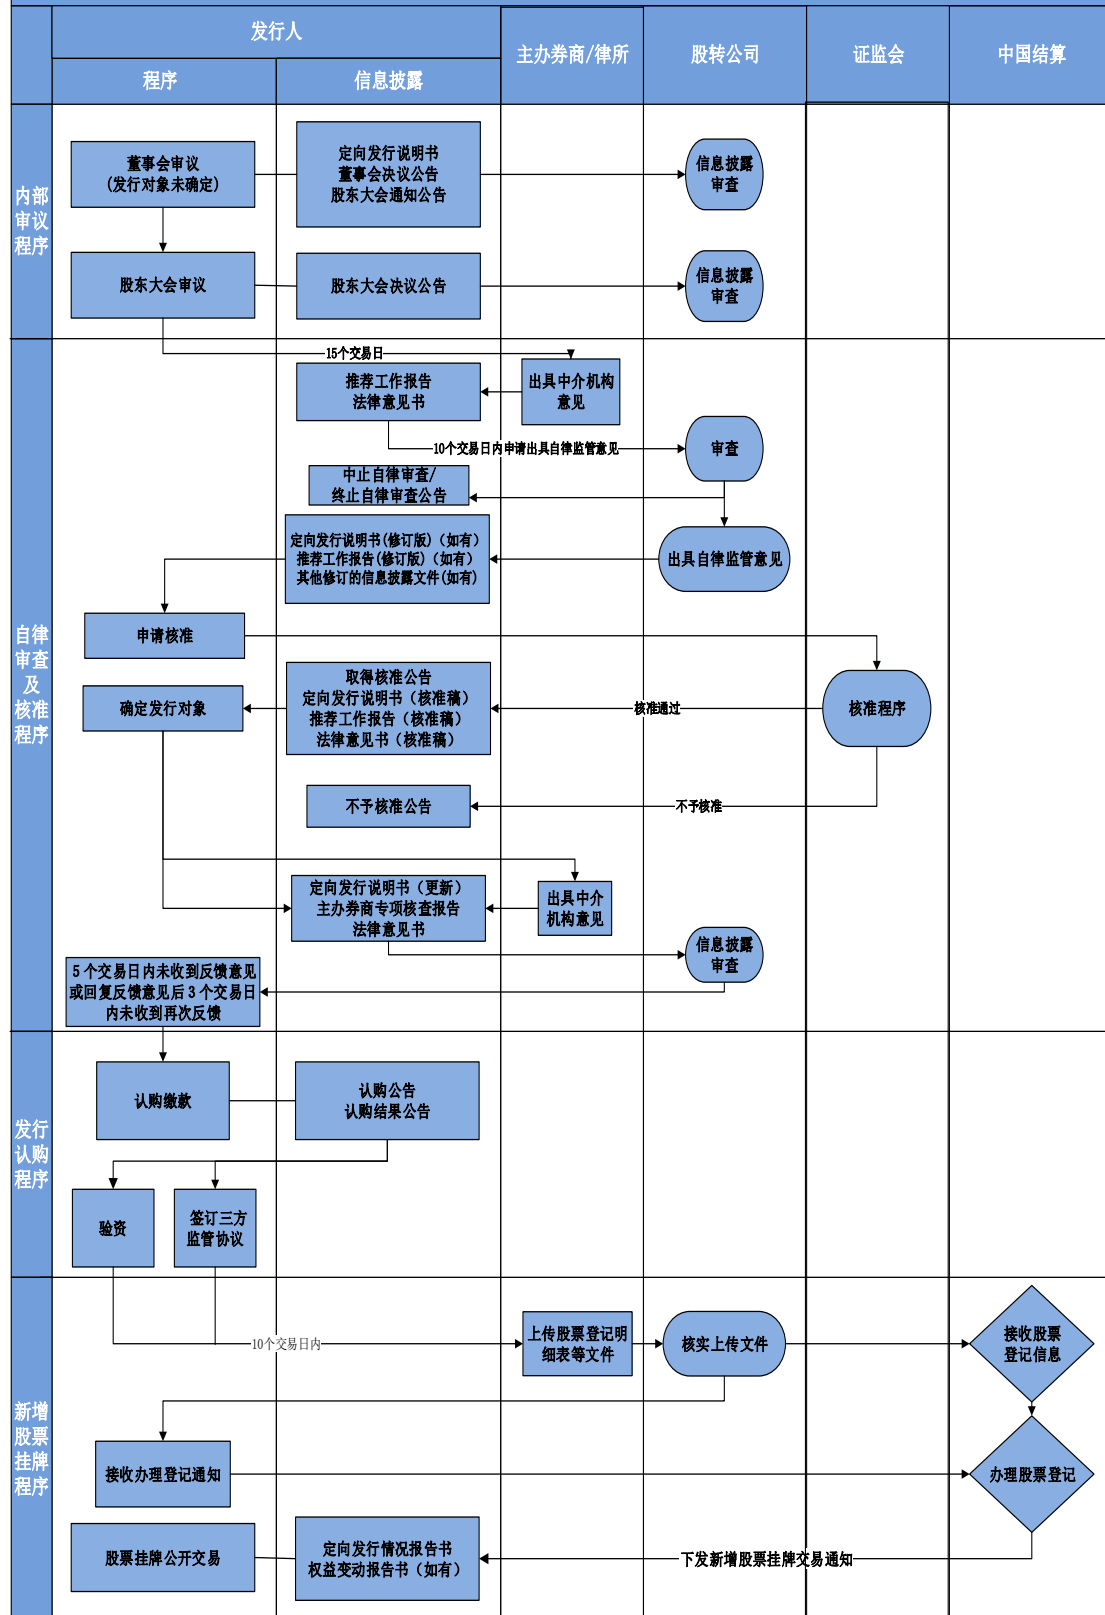 发行人
主办券商/律所
股转公司
证监会
中国结算
程序
信息披露
内部
审议
程序
董事会审议
(发行对象未确定)
定向发行说明书
董事会决议公告
股东大会通知公告
信息披露
审查
股东大会审议
股东大会决议公告
信息披露
审查
自律
审查
及
核准
程序
15个交易日
推荐工作报告
法律意见书
出具中介机构
意见
10个交易日内申请出具自律监管意见
审查
中止自律审查/
终止自律审查公告
定向发行说明书(修订版)（如有）
推荐工作报告(修订版)（如有）
其他修订的信息披露文件(如有)
出具自律监管意见
申请核准
确定发行对象
取得核准公告
定向发行说明书（核准稿）
推荐工作报告（核准稿）
法律意见书（核准稿）
核准通过
核准程序
不予核准公告
不予核准
定向发行说明书（更新）
主办券商专项核查报告
法律意见书
出具中介
机构意见
信息披露
审查
5个交易日内未收到反馈意见
或回复反馈意见后3个交易日
内未收到再次反馈
发行
认购
程序
认购缴款
认购公告
认购结果公告
验资
签订三方
监管协议
新增
股票
挂牌
程序
10个交易日内
上传股票登记明
细表等文件
核实上传文件
接收股票
登记信息
接收办理登记通知
办理股票登记
股票挂牌公开交易
定向发行情况报告书
权益变动报告书（如有）
下发新增股票挂牌交易通知